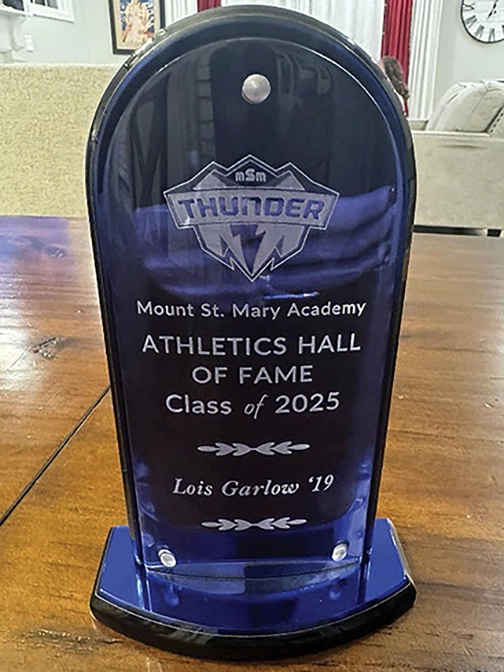 mSm
THUNDER
Mount St. Mary Academy
ATHLETICS HALL
OF FAME
Class of 2025
Lois Garlow ‘19